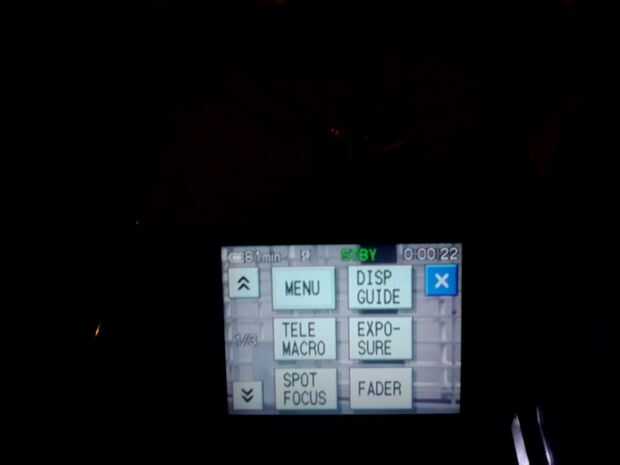 81min STBY 0:00:22
MENU
DISP
GUIDE
1/3
TELE
MACRO
EXPO-
SURE
SPOT
FOCUS
FADER